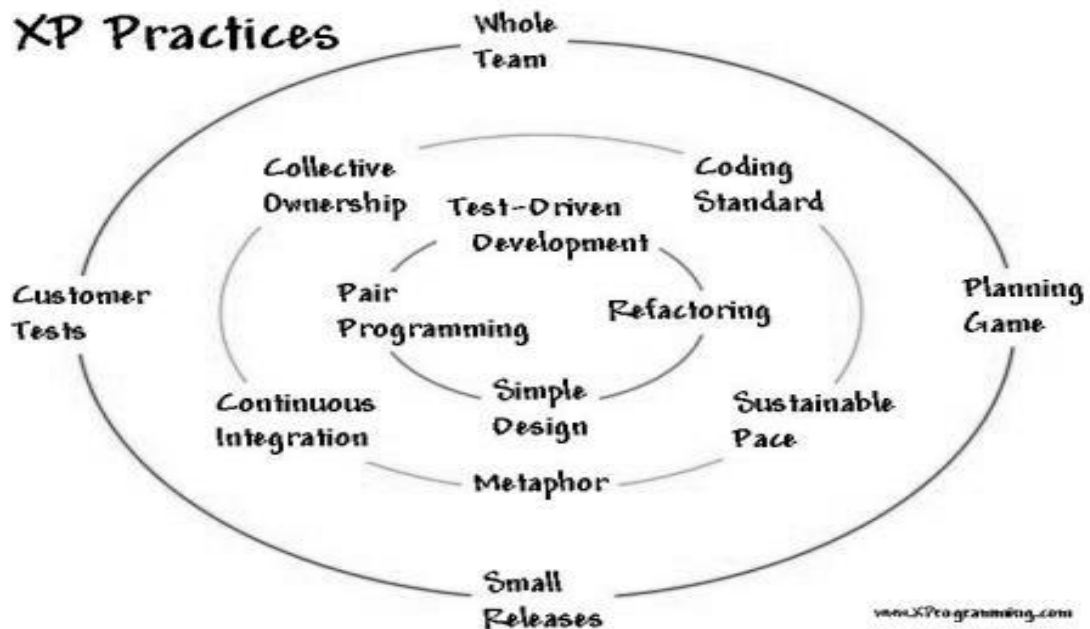 XP Practices
Whole
Team
Collective
Ownership
Coding
Standard
Test-Driven
Development
Customer
Tests
Pair
Programming
Refactoring
Planning
Game
Continuous
Integration
Simple
Design
Sustainable
Pace
Metaphor
Small
Releases
www.XProgramming.com